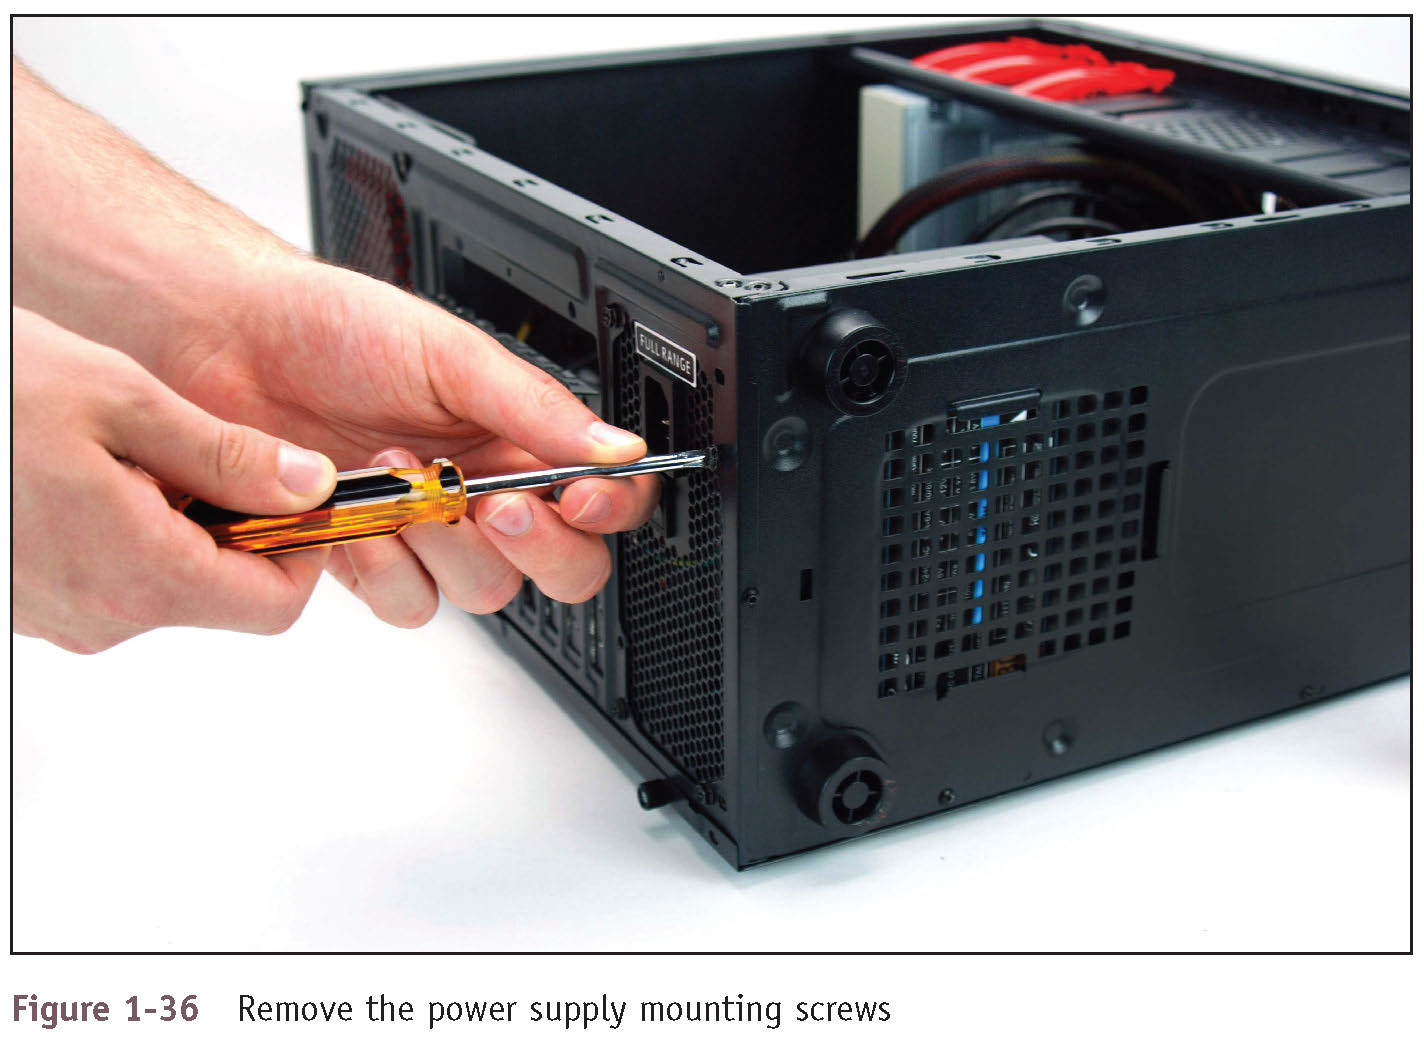 FULL RANGE
Figure 1-36 Remove the power supply mounting screws